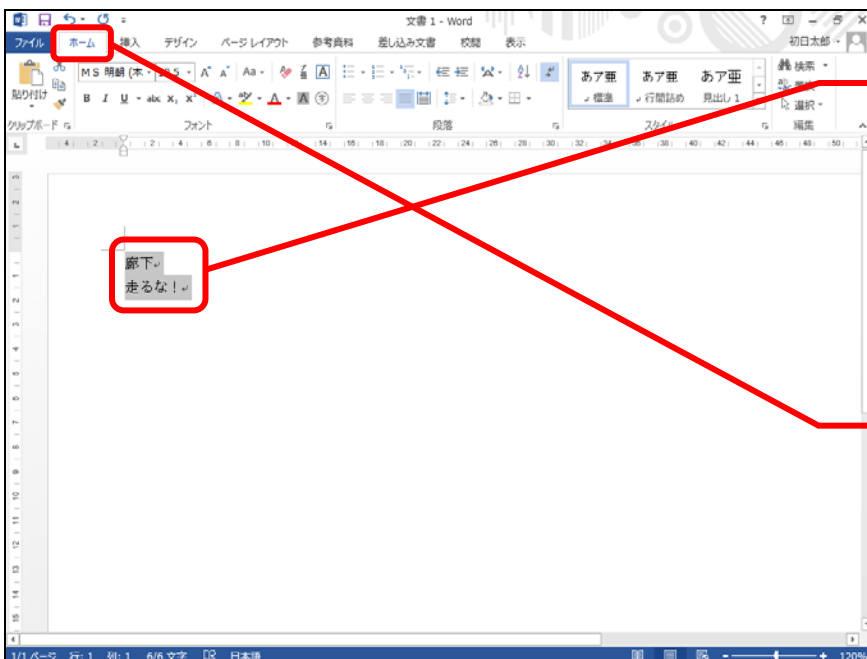 文書 1 - Word
ファイル ホーム 挿入 デザイン ページ レイアウト 参考資料 差し込み文書 校閲 表示 初日太郎
MS 明朝 (本 Aa 検索
貼り付け B I U abc あア亜 あア亜 あア亜
標準 行間詰め 見出し 1 選択
クリップボード フォント 段落 編集
廊下
走るな！
1/1 ページ 行: 1 列: 1 6/6 文字 日本語 120%